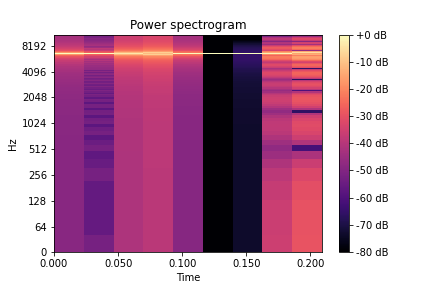 Power spectrogram
8192
4096
2048
1024
512
256
128
64
0
Hz
0.000 0.050 0.100 0.150 0.200
Time
+0 dB
-10 dB
-20 dB
-30 dB
-40 dB
-50 dB
-60 dB
-70 dB
-80 dB